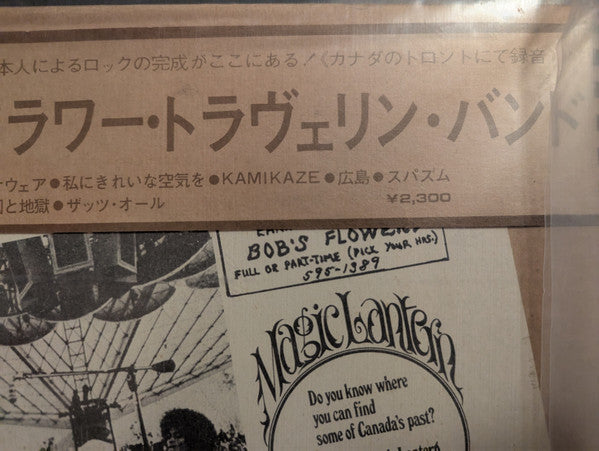 本人によるロックの完成がここにある!《カナダのトロントにて録音
ラワー・トラヴェリン・バンド
ウェア●私にきれいな空気を●KAMIKAZE●広島●スパズム
と地獄●ザッツ・オール
¥2,300
BOB'S FLOWERS
FULL OR PART-TIME (PICK YOUR HRS.)
595-1389
Magic Lantern
Do you know where
you can find
some of Canada's past?